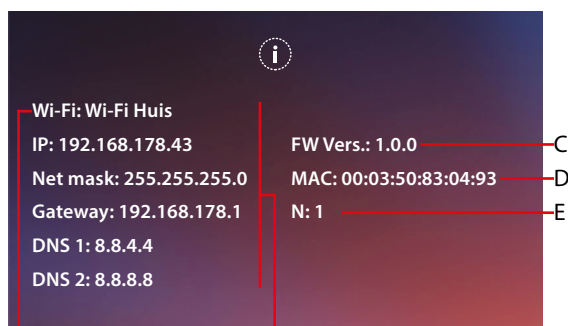 i
Wi-Fi: Wi-Fi Huis
IP: 192.168.178.43
Net mask: 255.255.255.0
Gateway: 192.168.178.1
DNS 1: 8.8.4.4
DNS 2: 8.8.8.8
FW Vers.: 1.0.0 C
MAC: 00:03:50:83:04:93 D
N: 1 E